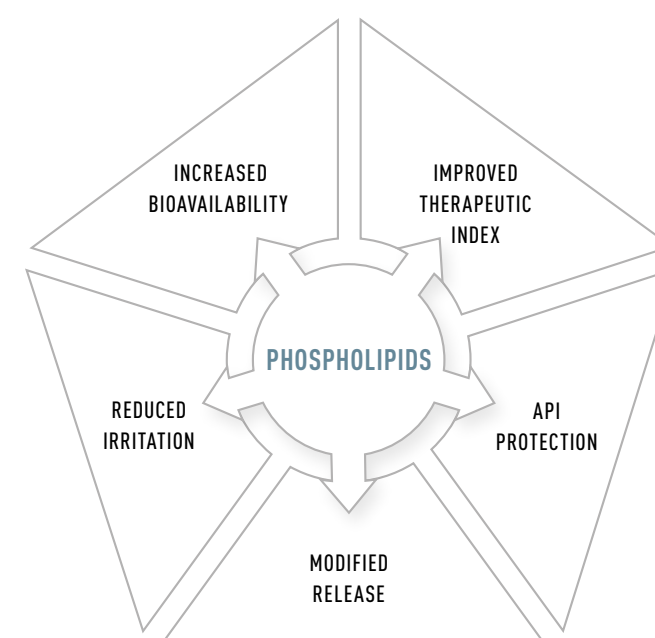 INCREASED
BIOAVAILABILITY
IMPROVED
THERAPEUTIC
INDEX
PHOSPHOLIPIDS
REDUCED
IRRITATION
API
PROTECTION
MODIFIED
RELEASE